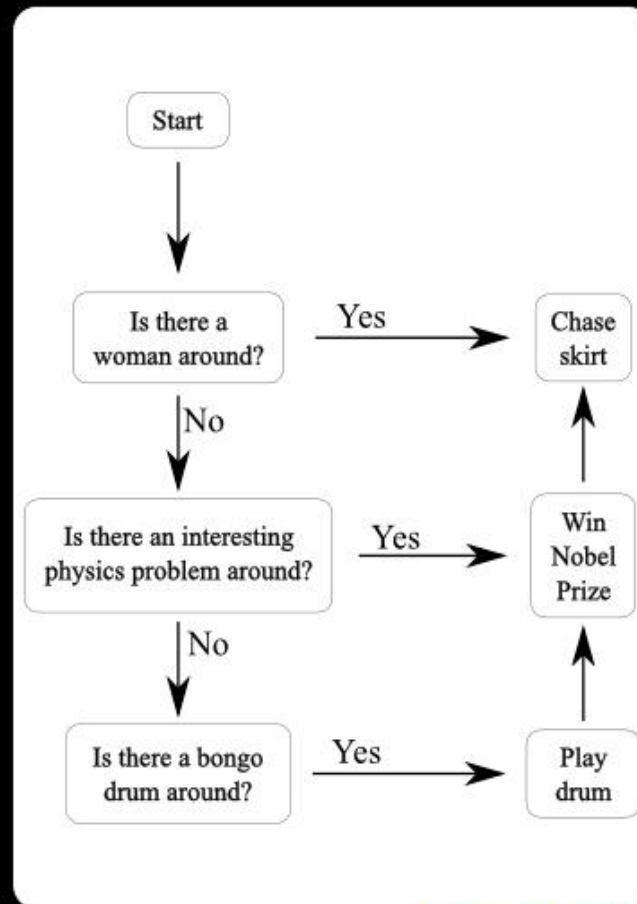 Start
Is there a
woman around?
Yes
Chase
skirt
No
Is there an interesting
physics problem around?
Yes
Win
Nobel
Prize
No
Is there a bongo
drum around?
Yes
Play
drum